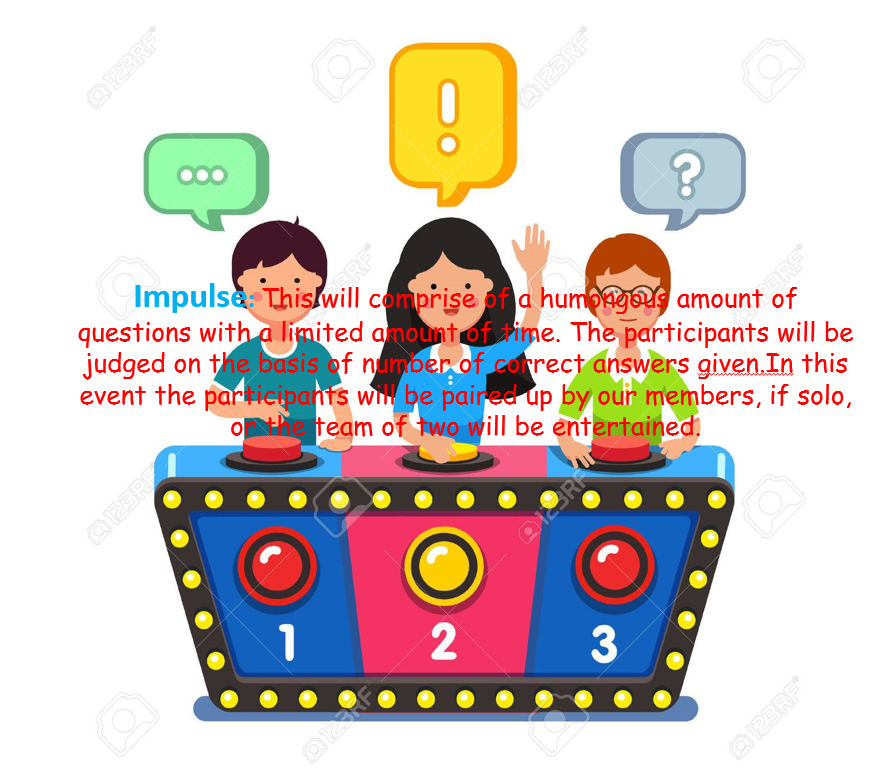 !
...
?
Impulse: This will comprise of a humongous amount of
questions with a limited amount of time. The participants will be
judged on the basis of number of correct answers given.In this
event the participants will be paired up by our members, if solo,
or the team of two will be entertained.
1 2 3
123RF